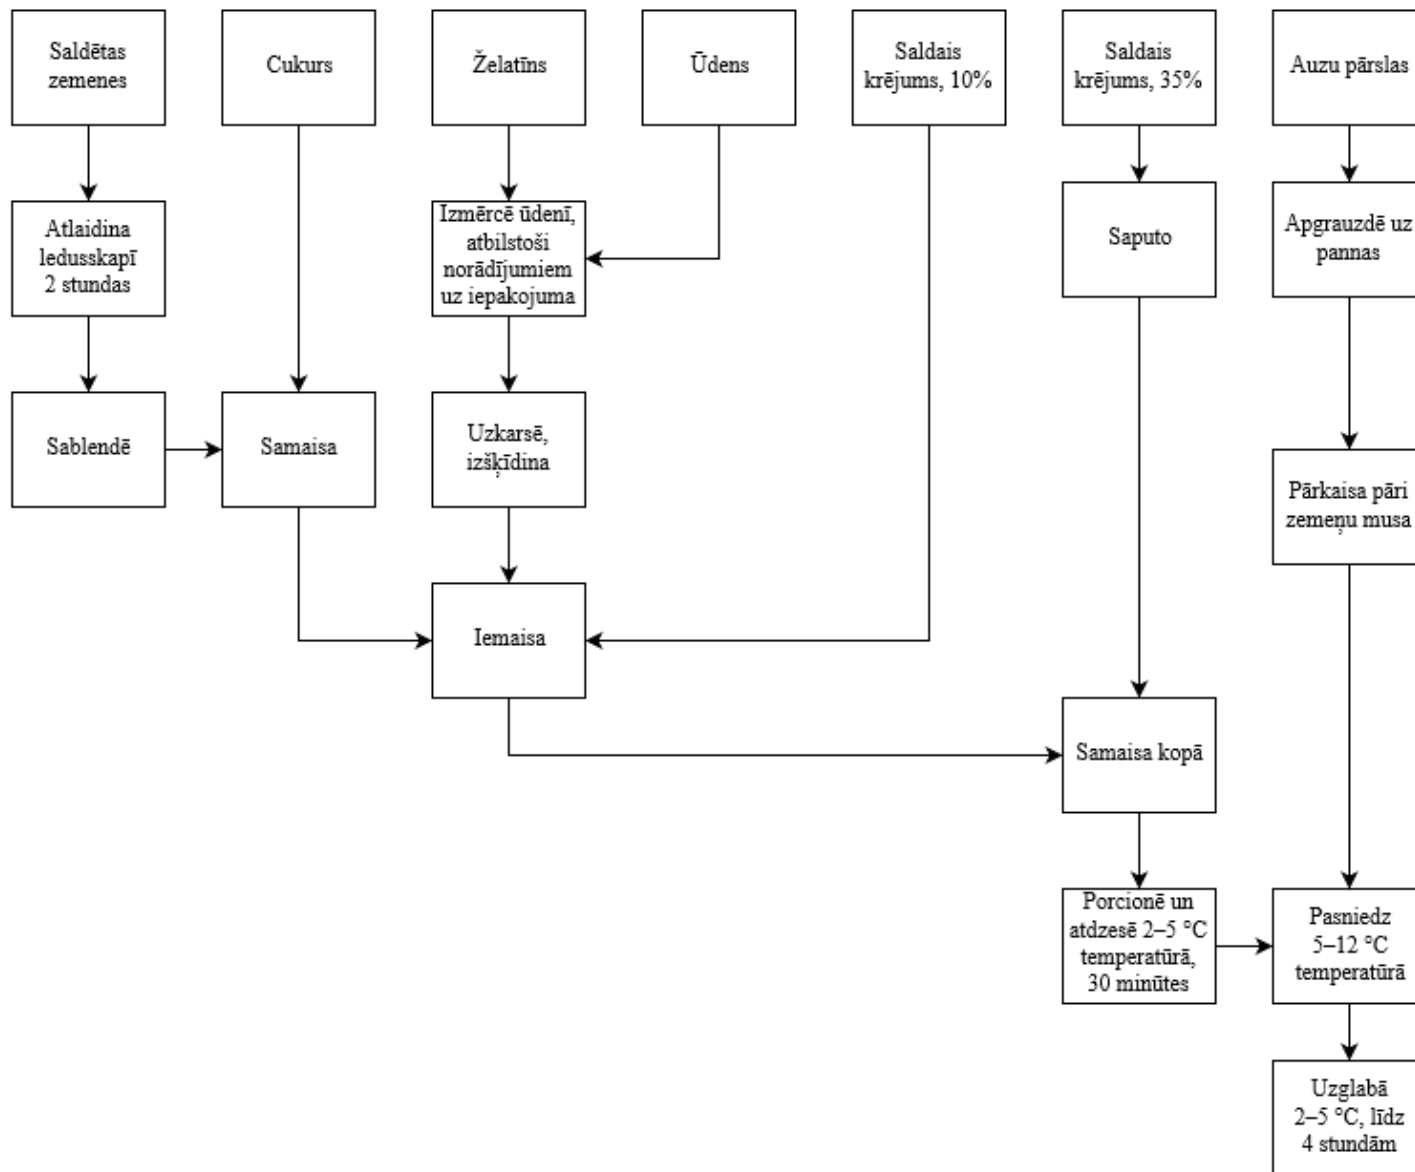 Saldētas
zemenes
Cukurs
Želatīns
Ūdens
Saldais
krējums, 10%
Saldais
krējums, 35%
Auzu pārslas
Atlaidina
ledusskapī
2 stundas
Izmērcē ūdenī,
atbilstoši
norādījumiem
uz iepakojuma
Saputo
Apgrauzdē uz
pannas
Sablendē
Samaisa
Uzkarsē,
izšķīdina
Pārkaisa pāri
zemeņu musa
Iemaisa
Samaisa kopā
Porcionē un
atdzesē 2–5 °C
temperatūrā,
30 minūtes
Pasniedz
5–12 °C
temperatūrā
Uzglabā
2–5 °C, līdz
4 stundām